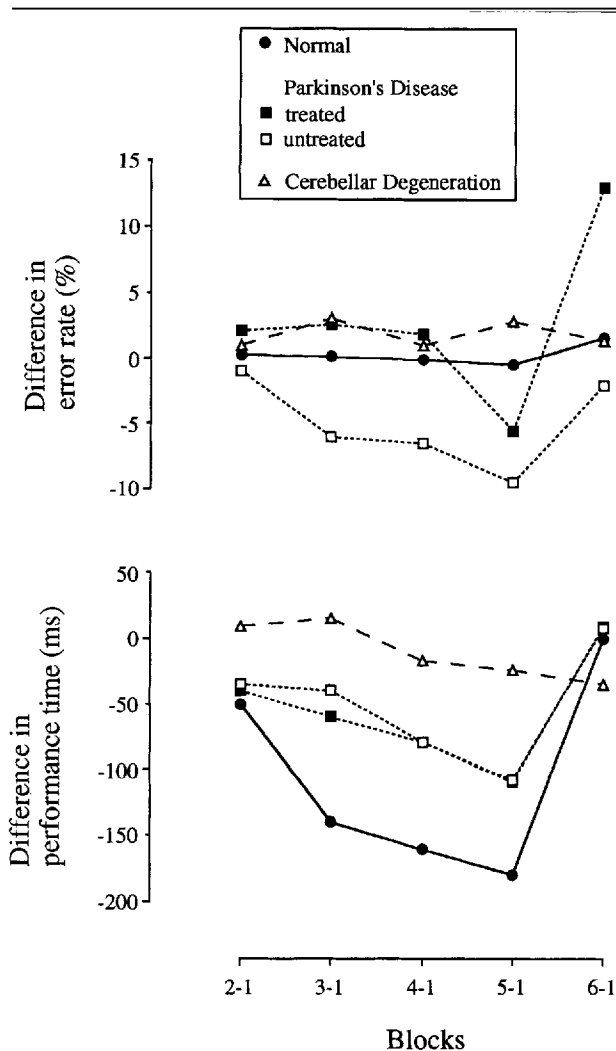 Normal
Parkinson's Disease
treated
untreated
Cerebellar Degeneration
Difference in
error rate (%)
15
10
5
0
-5
-10
Difference in
performance time (ms)
50
0
-50
-100
-150
-200
2-1 3-1 4-1 5-1 6-1
Blocks